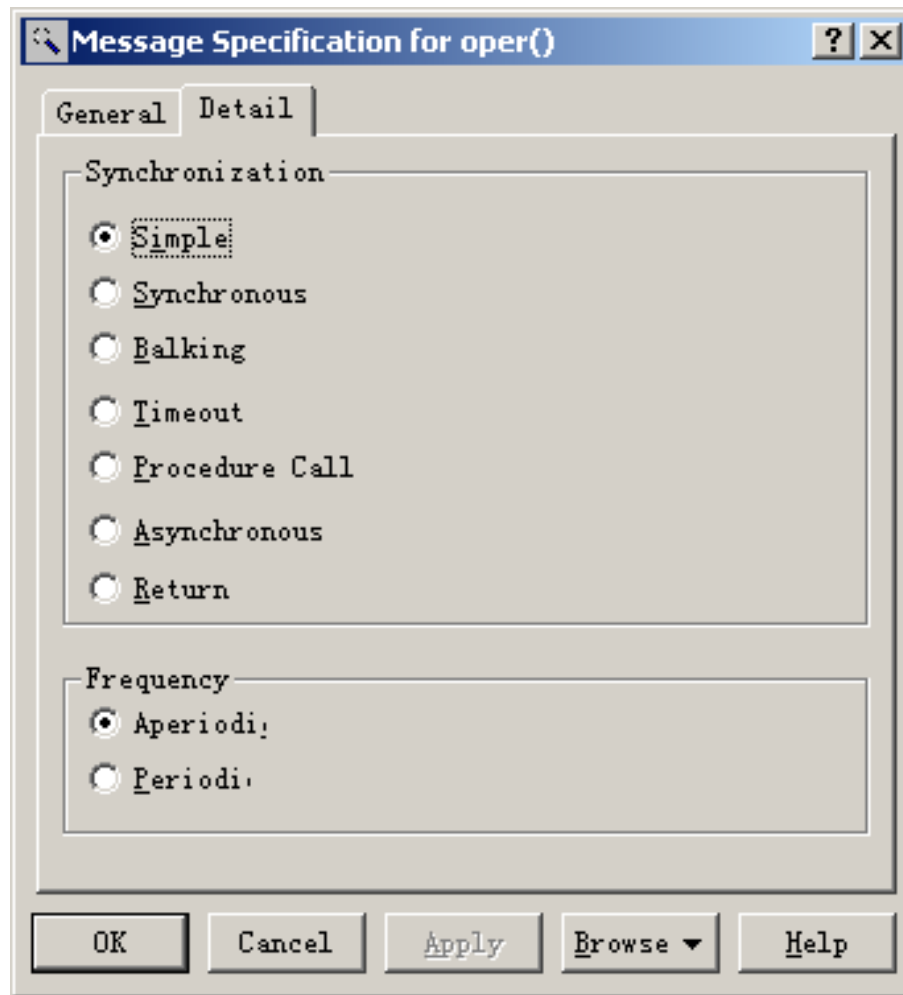 Message Specification for oper()
General Detail
Synchronization
Simple
Synchronous
Balking
Timeout
Procedure Call
Asynchronous
Return
Frequency
OK Cancel Apply Browse Help